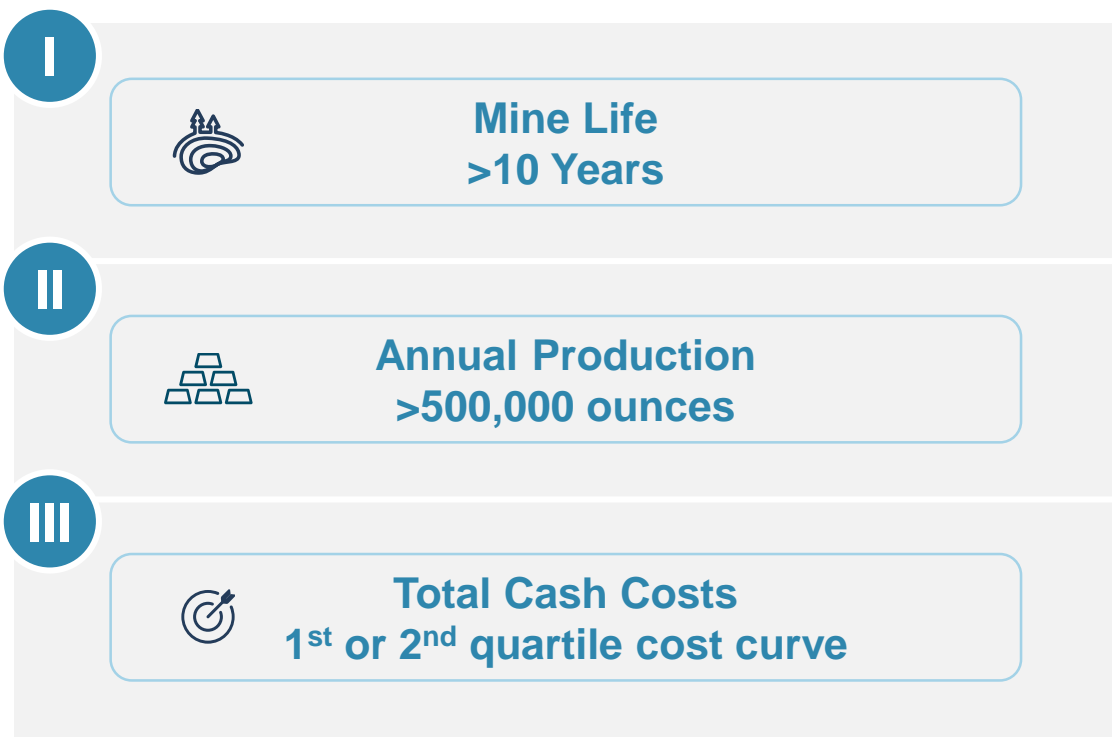 I
Mine Life
>10 Years
II
Annual Production
>500,000 ounces
III
Total Cash Costs
1st or 2nd quartile cost curve